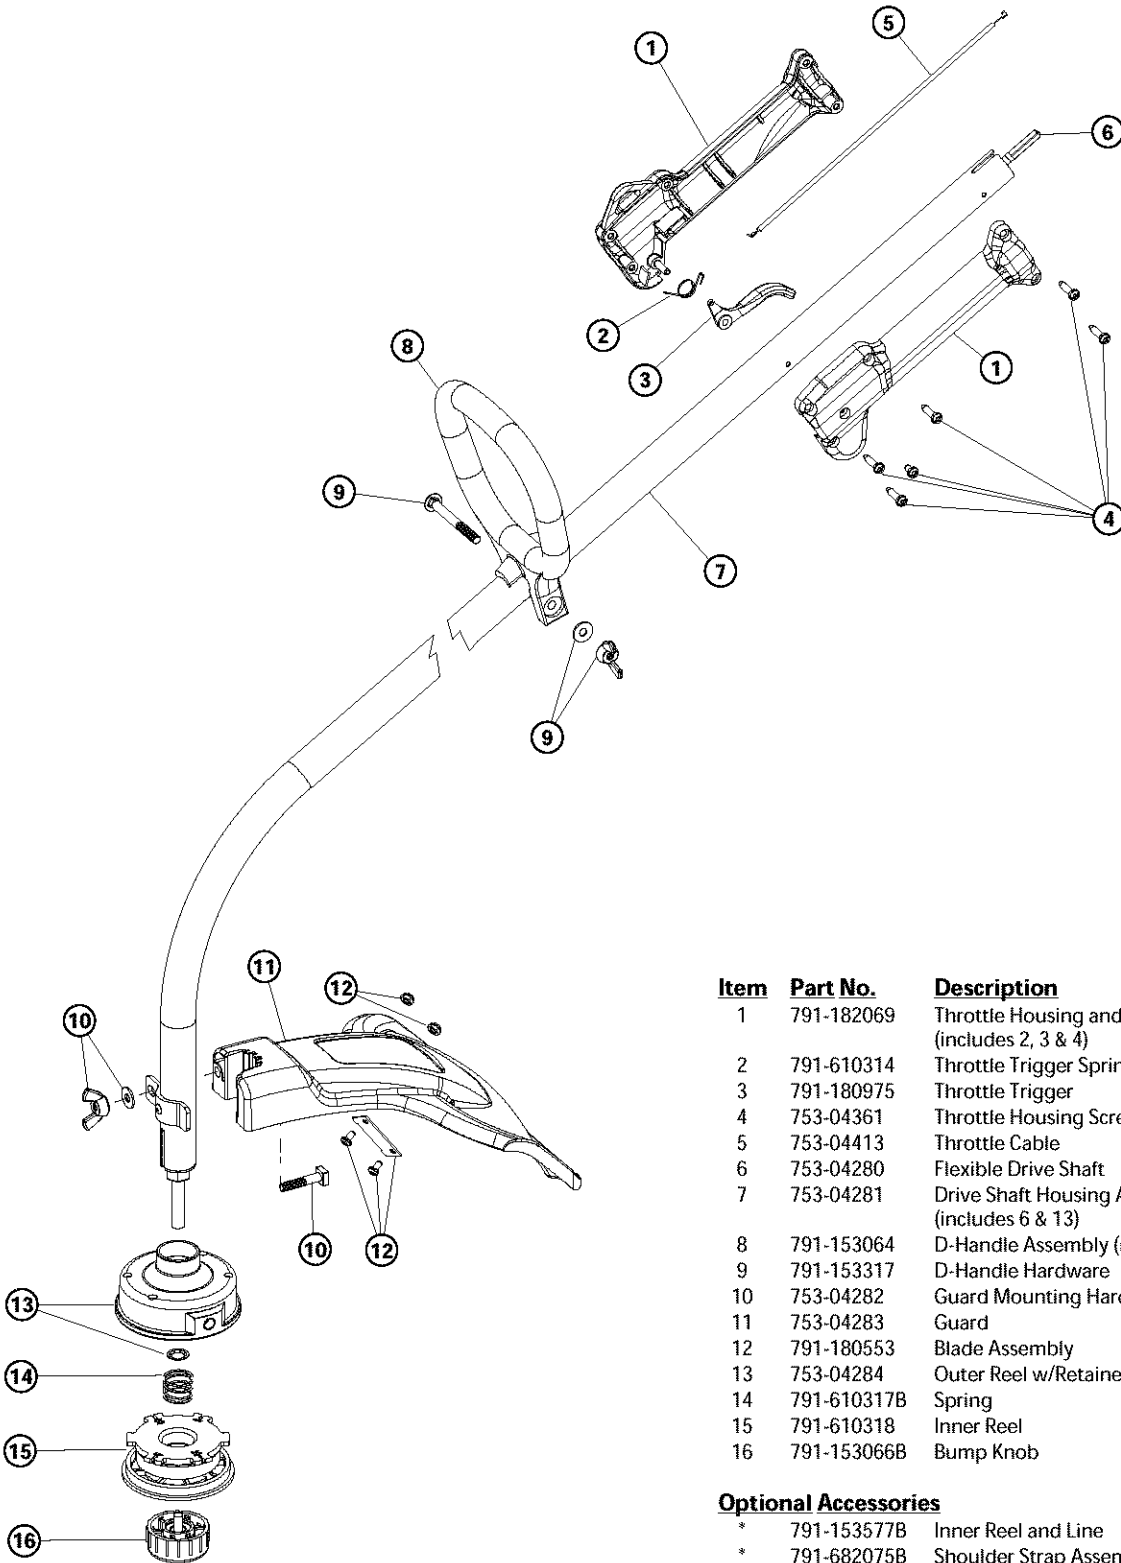 5
1
6
2
3
8
1
9
4
7
9
11
12
10
10
12
13
14
15
16
Item Part No. Description
1 791-182069 Throttle Housing and
(includes 2, 3 & 4)
2 791-610314 Throttle Trigger Sprin
3 791-180975 Throttle Trigger
4 753-04361 Throttle Housing Scre
5 753-04413 Throttle Cable
6 753-04280 Flexible Drive Shaft
7 753-04281 Drive Shaft Housing A
(includes 6 & 13)
8 791-153064 D-Handle Assembly (
9 791-153317 D-Handle Hardware
10 753-04282 Guard Mounting Hard
11 753-04283 Guard
12 791-180553 Blade Assembly
13 753-04284 Outer Reel w/Retaine
14 791-610317B Spring
15 791-610318 Inner Reel
16 791-153066B Bump Knob
Optional Accessories
* 791-153577B Inner Reel and Line
* 791-682075B Shoulder Strap Assem